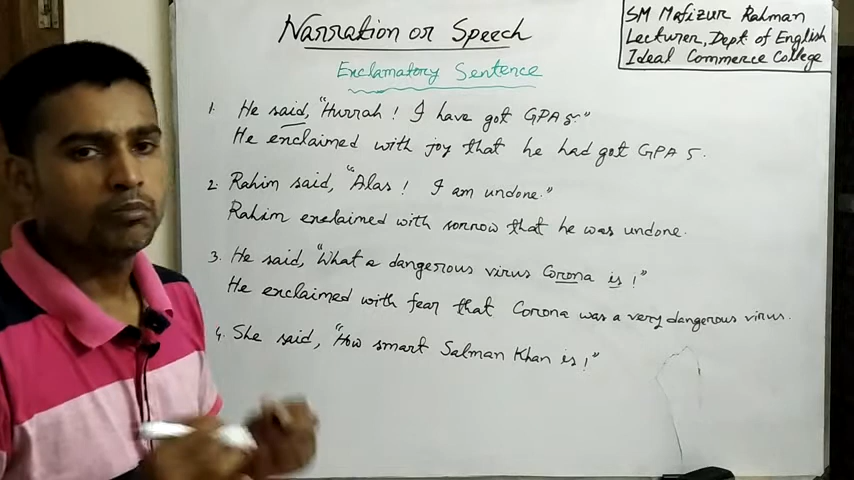 Narration or Speech
SM Mafizur Rahman
Lecturer, Dept of English
Ideal Commerce College
Exclamatory Sentence
1. He said, "Hurrah! I have got GPA 5."
He exclaimed with joy that he had got GPA 5.
2. Rahim said, "Alas! I am undone."
Rahim exclaimed with sorrow that he was undone.
3. He said, "What a dangerous virus Corona is!"
He exclaimed with fear that Corona was a very dangerous virus.
4. She said, "How smart Salman Khan is!"